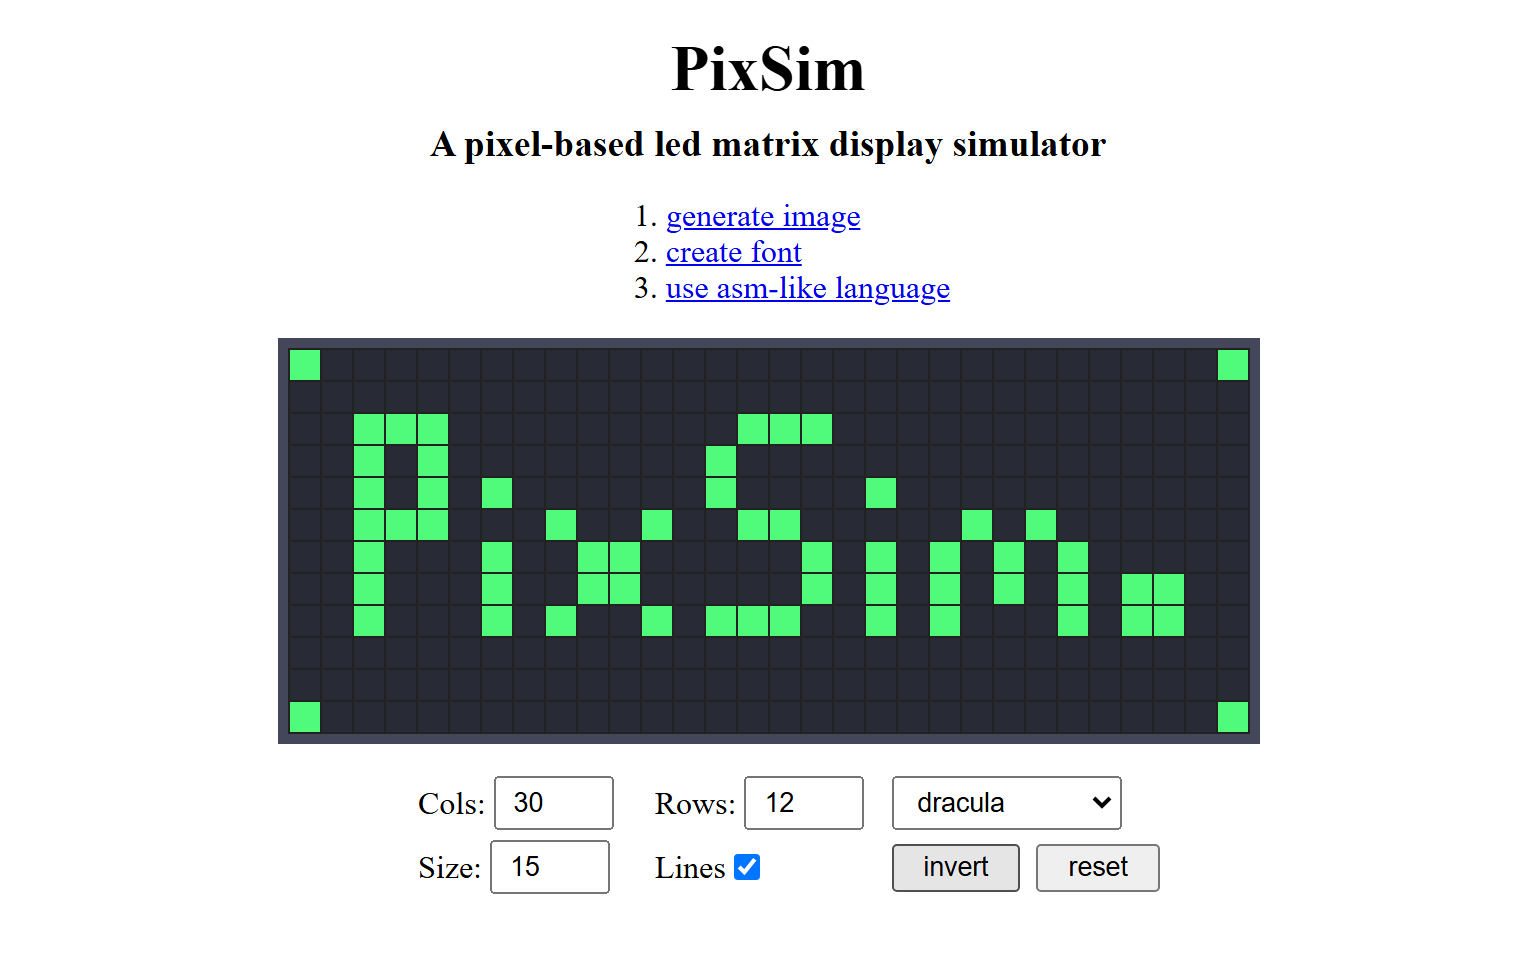 PixSim
A pixel-based led matrix display simulator
1. generate image
2. create font
3. use asm-like language
PixSim.
Cols: 30 Rows: 12 dracula
Size: 15 Lines invert reset